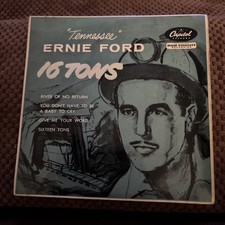 "Tennessee"
ERNIE FORD
Capitol
16 TONS
RIVER OF NO RETURN
YOU DON'T HAVE TO BE
A BABY TO CRY
GIVE ME YOUR WORD
SIXTEEN TONS